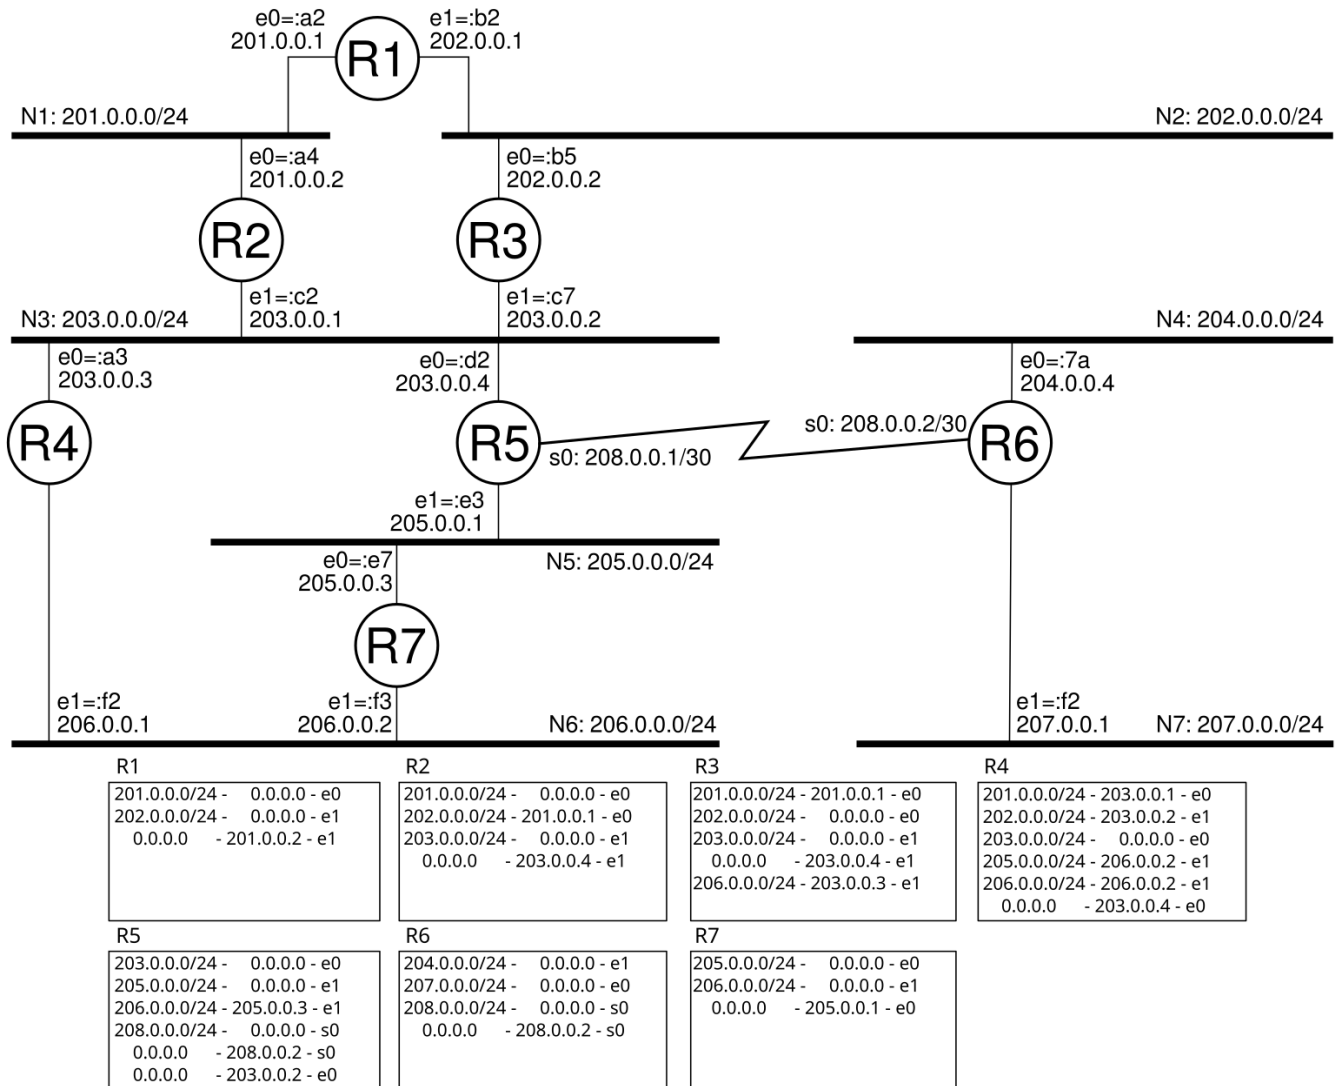 e0=:a2
201.0.0.1
R1
e1=:b2
202.0.0.1
N1: 201.0.0.0/24
N2: 202.0.0.0/24
e0=:a4
201.0.0.2
e0=:b5
202.0.0.2
R2
R3
e1=:c2
203.0.0.1
e1=:c7
203.0.0.2
N3: 203.0.0.0/24
N4: 204.0.0.0/24
e0=:a3
203.0.0.3
e0=:d2
203.0.0.4
e0=:7a
204.0.0.4
R4
R5
s0: 208.0.0.1/30
s0: 208.0.0.2/30
R6
e1=:e3
205.0.0.1
N5: 205.0.0.0/24
e0=:e7
205.0.0.3
R7
e1=:f2
206.0.0.1
e1=:f3
206.0.0.2
N6: 206.0.0.0/24
e1=:f2
207.0.0.1
N7: 207.0.0.0/24
R1
201.0.0.0/24 - 0.0.0.0 - e0
202.0.0.0/24 - 0.0.0.0 - e1
0.0.0.0 - 201.0.0.2 - e1
R2
201.0.0.0/24 - 0.0.0.0 - e0
202.0.0.0/24 - 201.0.0.1 - e0
203.0.0.0/24 - 0.0.0.0 - e1
0.0.0.0 - 203.0.0.4 - e1
R3
201.0.0.0/24 - 201.0.0.1 - e0
202.0.0.0/24 - 0.0.0.0 - e0
203.0.0.0/24 - 0.0.0.0 - e1
0.0.0.0 - 203.0.0.4 - e1
206.0.0.0/24 - 203.0.0.3 - e1
R4
201.0.0.0/24 - 203.0.0.1 - e0
202.0.0.0/24 - 203.0.0.2 - e1
203.0.0.0/24 - 0.0.0.0 - e0
205.0.0.0/24 - 206.0.0.2 - e1
206.0.0.0/24 - 206.0.0.2 - e1
0.0.0.0 - 203.0.0.4 - e0
R5
203.0.0.0/24 - 0.0.0.0 - e0
205.0.0.0/24 - 0.0.0.0 - e1
206.0.0.0/24 - 205.0.0.3 - e1
208.0.0.0/24 - 0.0.0.0 - s0
0.0.0.0 - 208.0.0.2 - s0
0.0.0.0 - 203.0.0.2 - e0
R6
204.0.0.0/24 - 0.0.0.0 - e1
207.0.0.0/24 - 0.0.0.0 - e0
208.0.0.0/24 - 0.0.0.0 - s0
0.0.0.0 - 208.0.0.2 - s0
R7
205.0.0.0/24 - 0.0.0.0 - e0
206.0.0.0/24 - 0.0.0.0 - e1
0.0.0.0 - 205.0.0.1 - e0